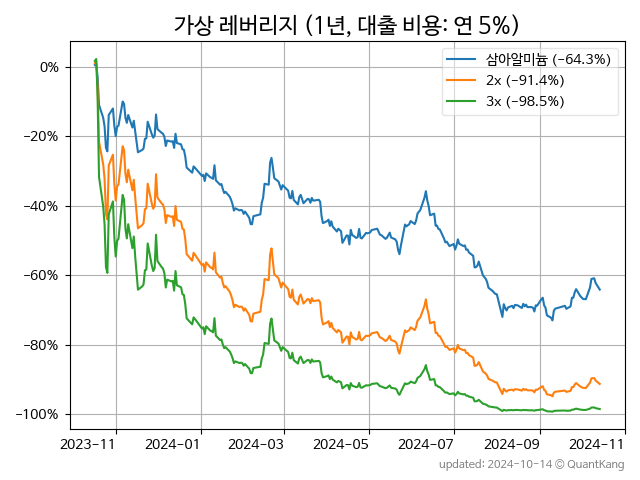 가상 레버리지 (1년, 대출 비용: 연 5%)
삼아알미늄 (-64.3%)
2x (-91.4%)
3x (-98.5%)
0%
-20%
-40%
-60%
-80%
-100%
2023-11 2024-01 2024-03 2024-05 2024-07 2024-09 2024-11
updated: 2024-10-14 © QuantKang